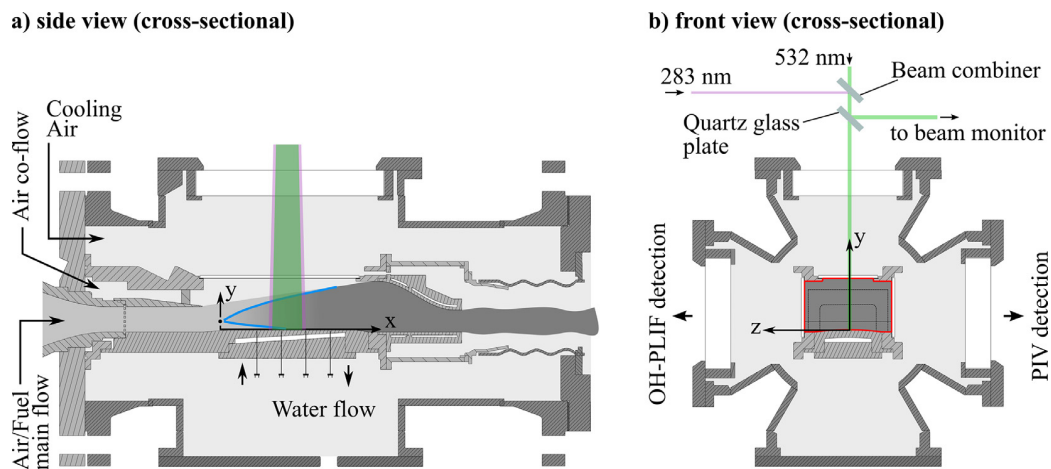 a) side view (cross-sectional)
Cooling
Air
Air co-flow
y
x
Water flow
Air/Fuel
main flow
b) front view (cross-sectional)
532 nm
283 nm
Beam combiner
Quartz glass
plate
to beam monitor
y
z
OH-PLIF detection
PIV detection